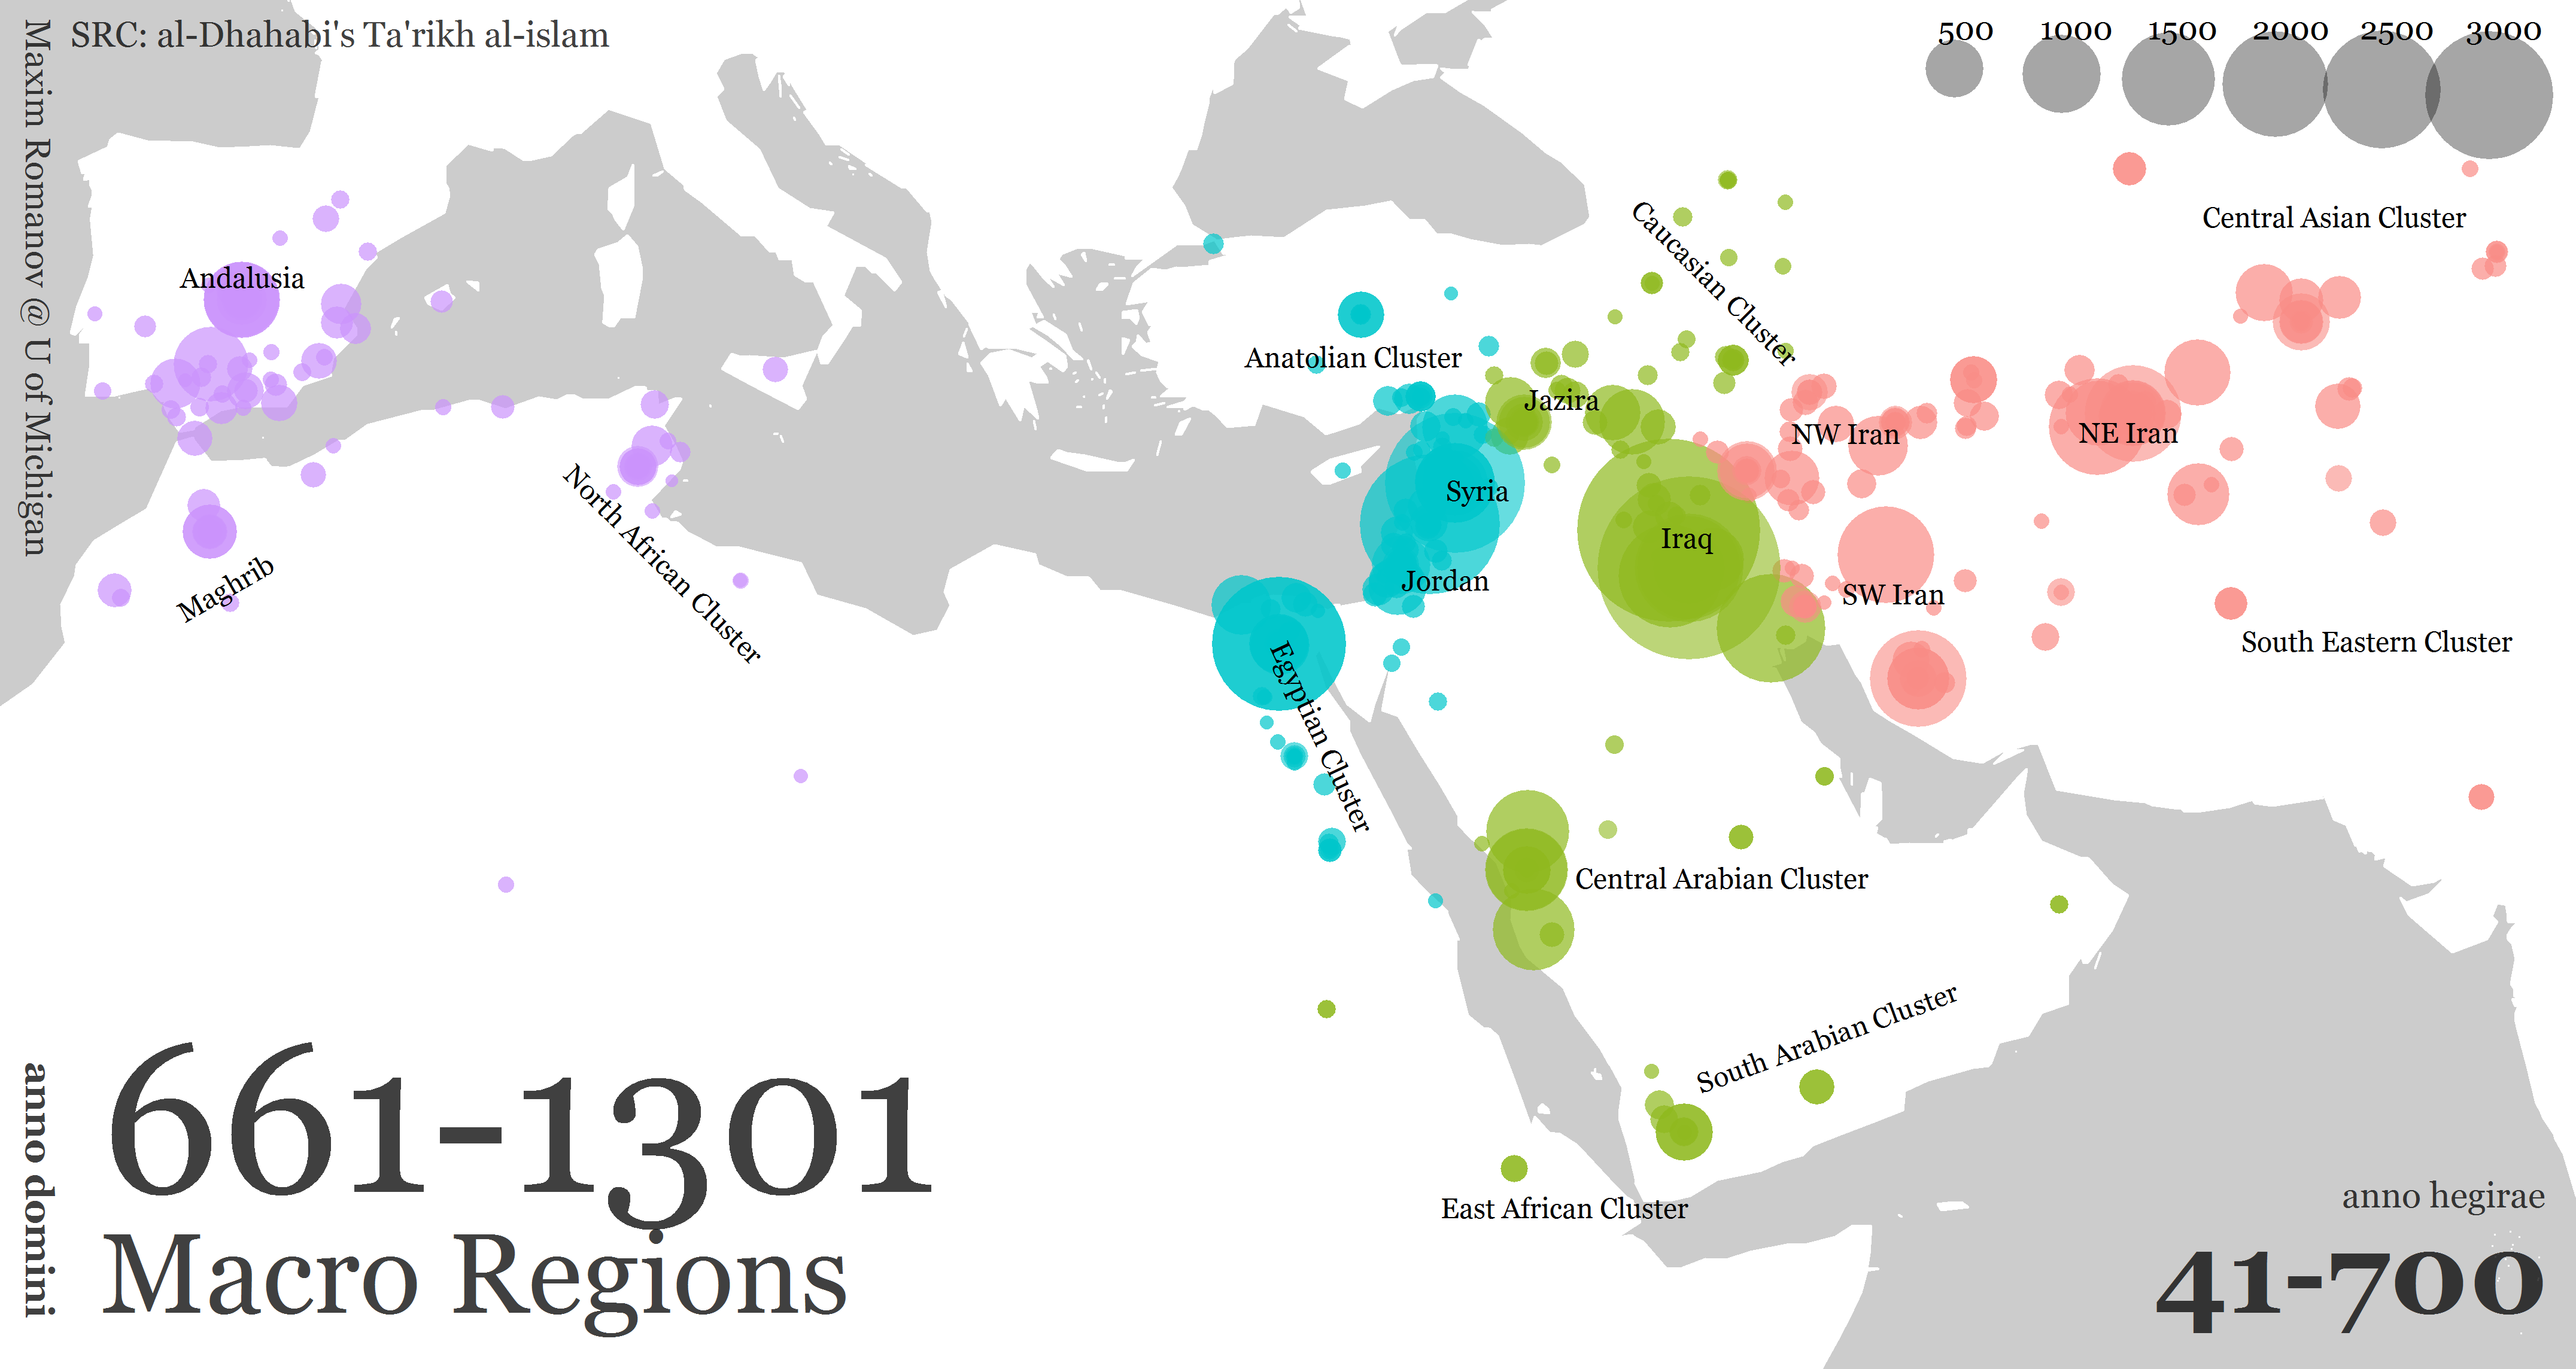 SRC: al-Dhahabi's Ta'rikh al-islam
Maxim Romanov @ U of Michigan
500 1000 1500 2000 2500 3000
Central Asian Cluster
Caucasian Cluster
Andalusia
Anatolian Cluster
Jazira
NW Iran
NE Iran
Syria
North African Cluster
Iraq
Jordan
Maghrib
SW Iran
South Eastern Cluster
Egyptian Cluster
Central Arabian Cluster
South Arabian Cluster
East African Cluster
anno domini
661-1301
Macro Regions
anno hegirae
41-700